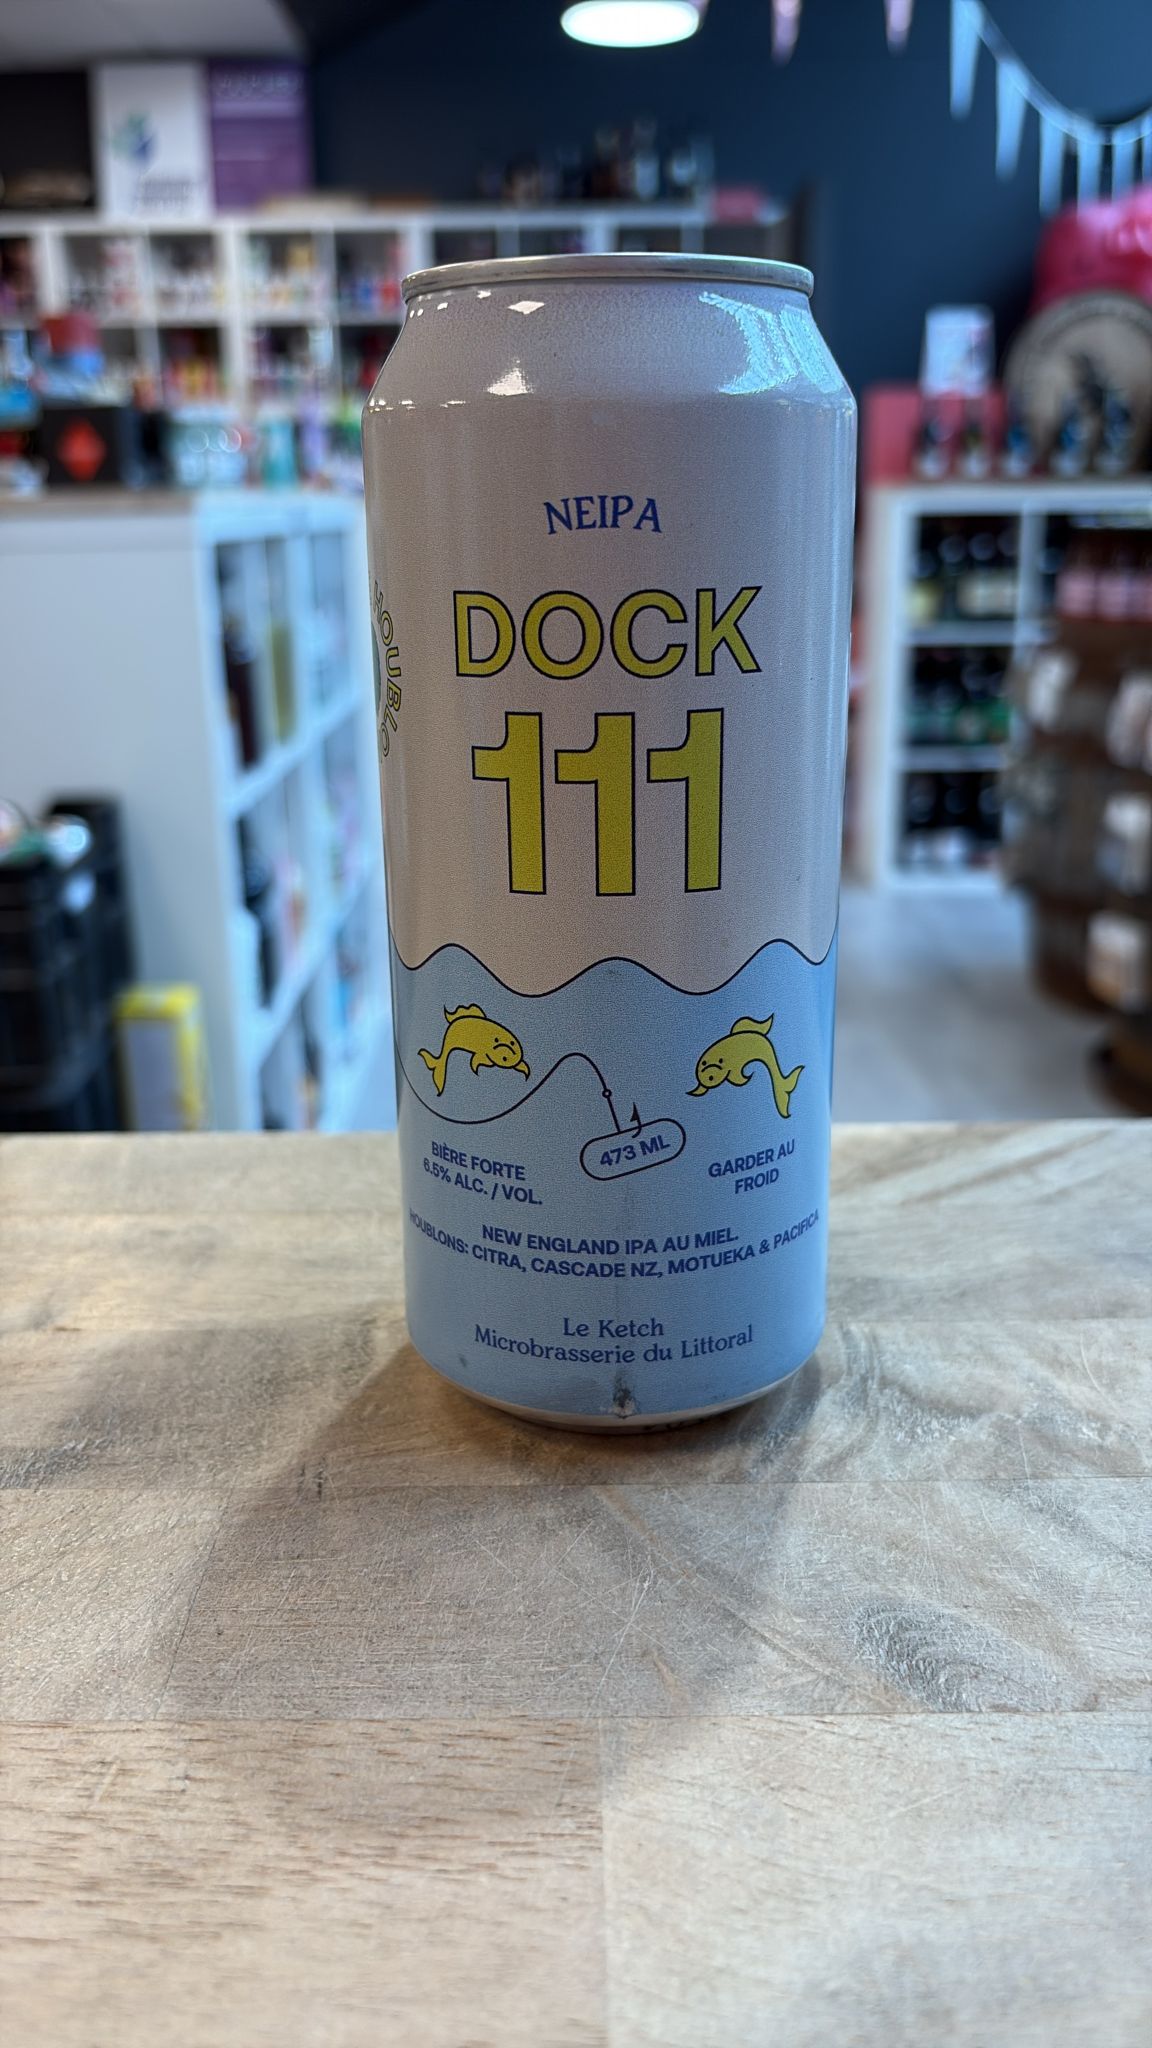 NEIPA
DOCK
111
HOUBLO
473 ML
BIÈRE FORTE
6.5% ALC. / VOL.
GARDER AU
FROID
NEW ENGLAND IPA AU MIEL.
HOUBLONS: CITRA, CASCADE NZ, MOTUEKA & PACIFICA
Le Ketch
Microbrasserie du Littoral